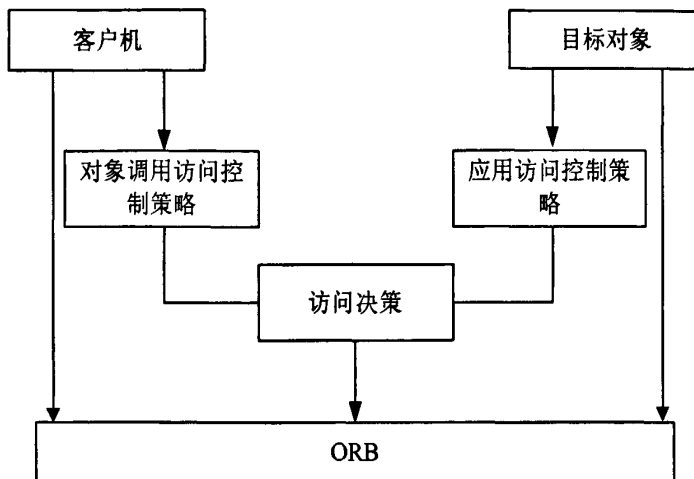 客户机
目标对象
对象调用访问控
制策略
应用访问控制策
略
访问决策
ORB